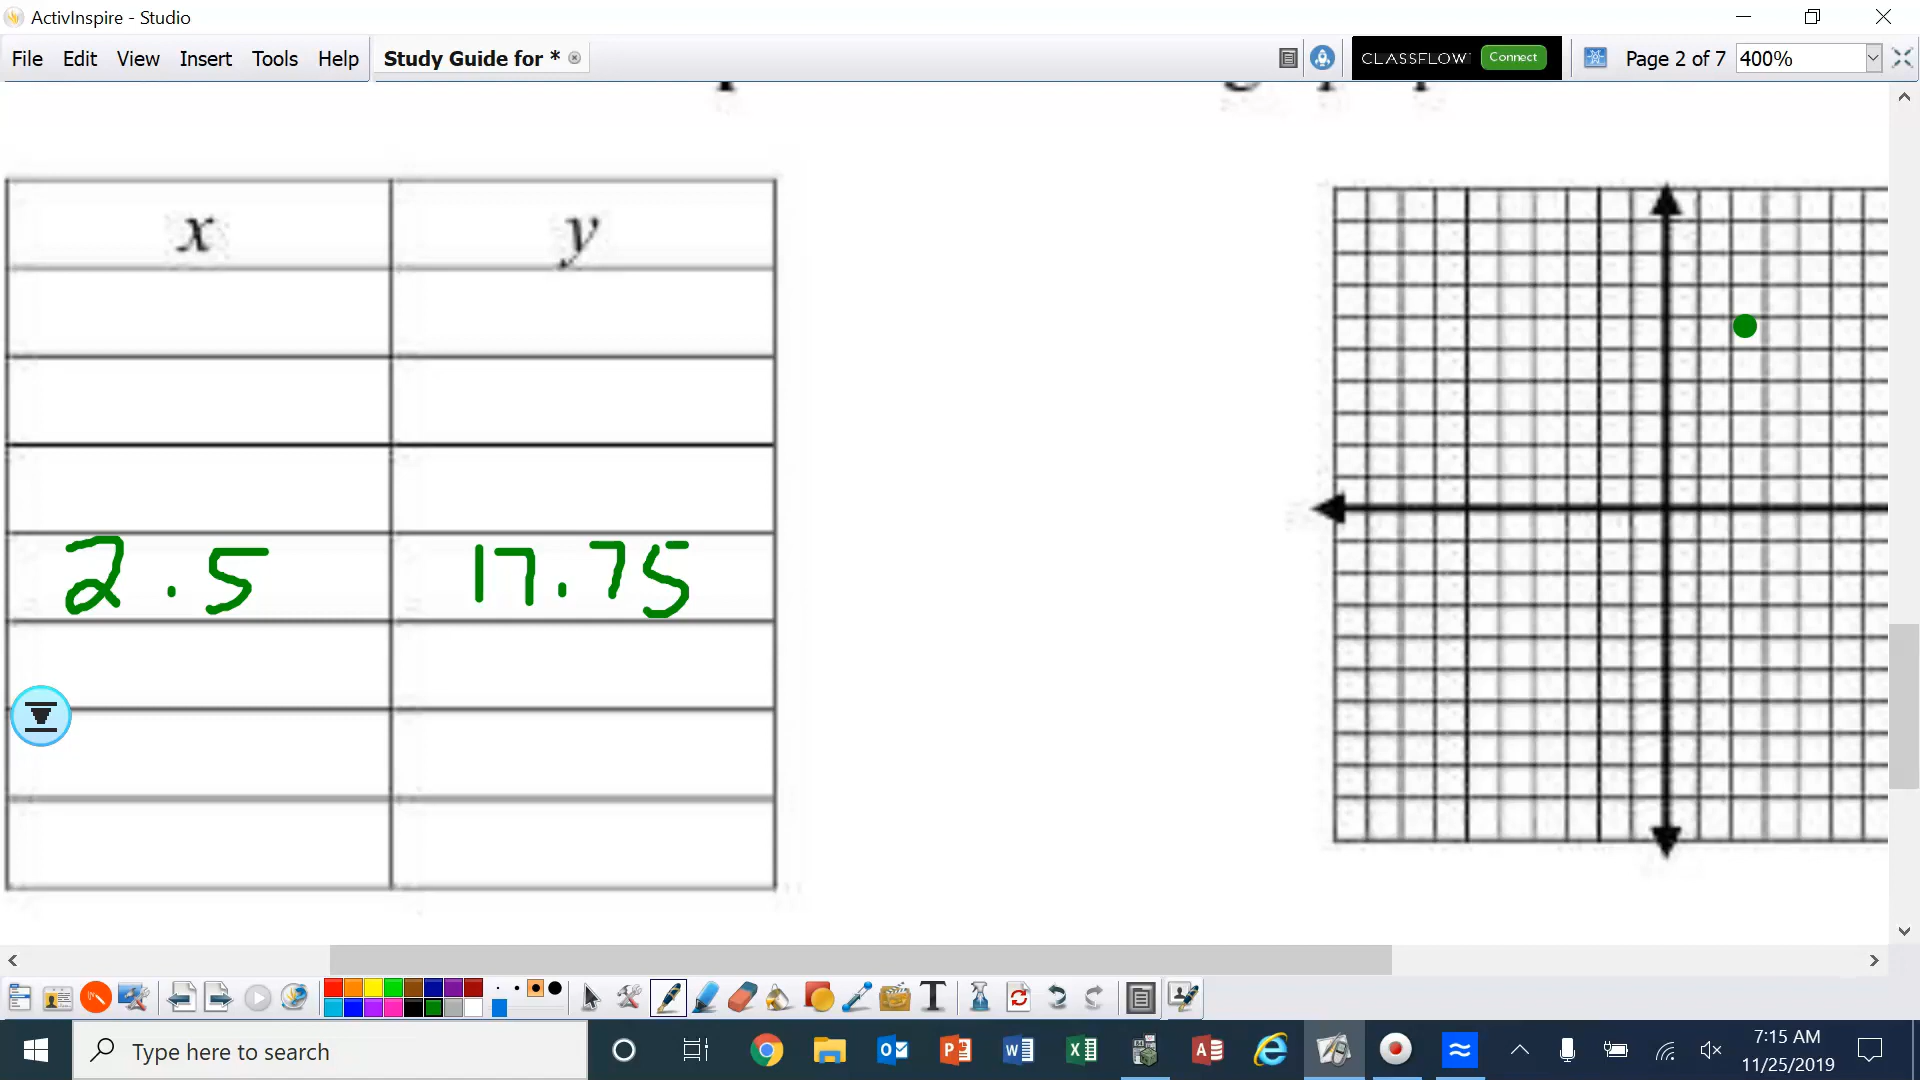 ActivInspire - Studio
File Edit View Insert Tools Help Study Guide for * CLASSFLOW Connect Page 2 of 7 400%
x y
2.5 17.75
T
Type here to search
7:15 AM
11/25/2019